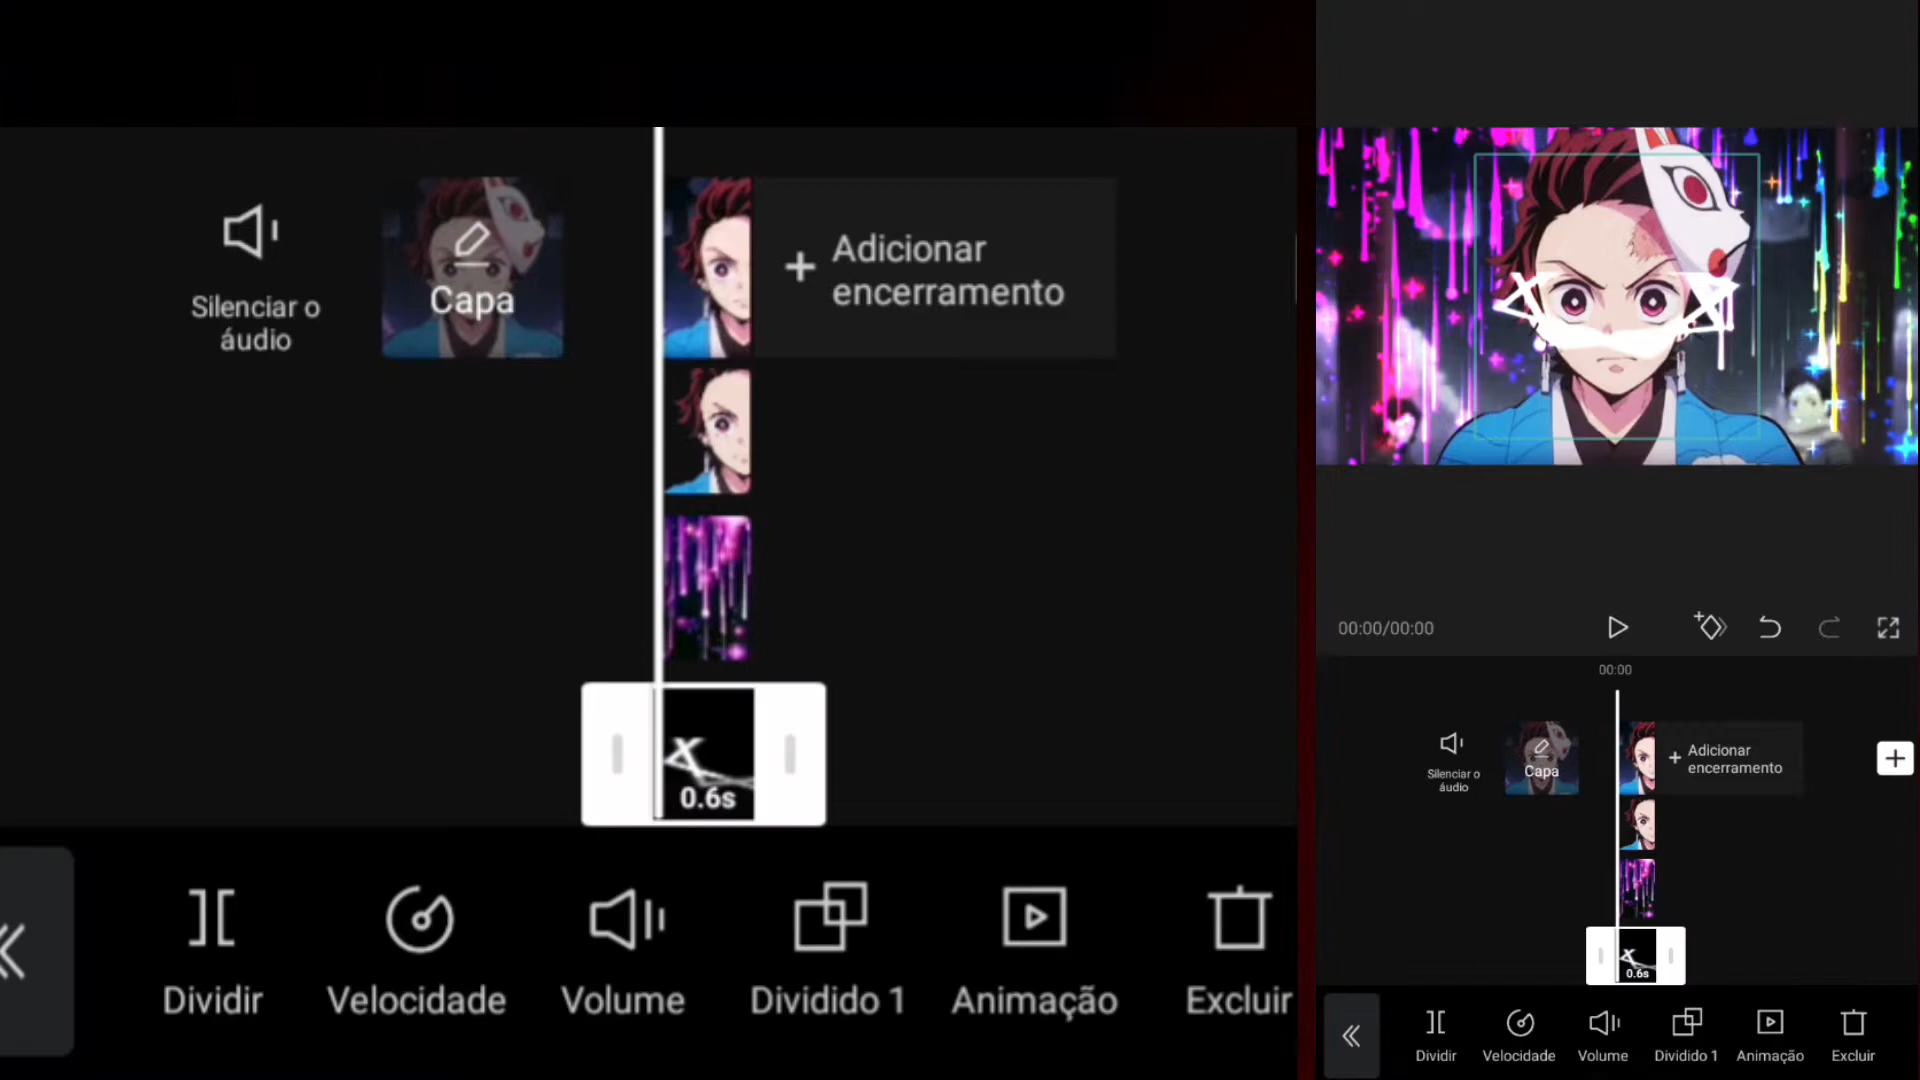 Silenciar o
áudio
Capa
+ Adicionar
encerramento
0.6s
Dividir
Velocidade
Volume
Dividido 1
Animação
Excluir
00:00/00:00
00:00
Silenciar o
áudio
Capa
+ Adicionar
encerramento
0.6s
Dividir
Velocidade
Volume
Dividido 1
Animação
Excluir